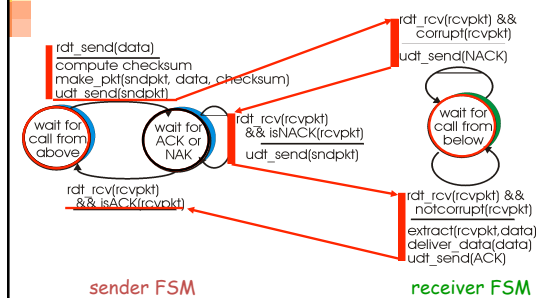 rdt_send(data)
compute checksum
make_pkt(sndpkt, data, checksum)
udt_send(sndpkt)
wait for
call from
above
wait for
ACK or
NAK
rdt_rcv(rcvpkt)
&& isNACK(rcvpkt)
udt_send(sndpkt)
rdt_rcv(rcvpkt)
&& isACK(rcvpkt)
sender FSM
rdt_rcv(rcvpkt) &&
corrupt(rcvpkt)
udt_send(NACK)
wait for
call from
below
rdt_rcv(rcvpkt) &&
notcorrupt(rcvpkt)
extract(rcvpkt,data)
deliver_data(data)
udt_send(ACK)
receiver FSM